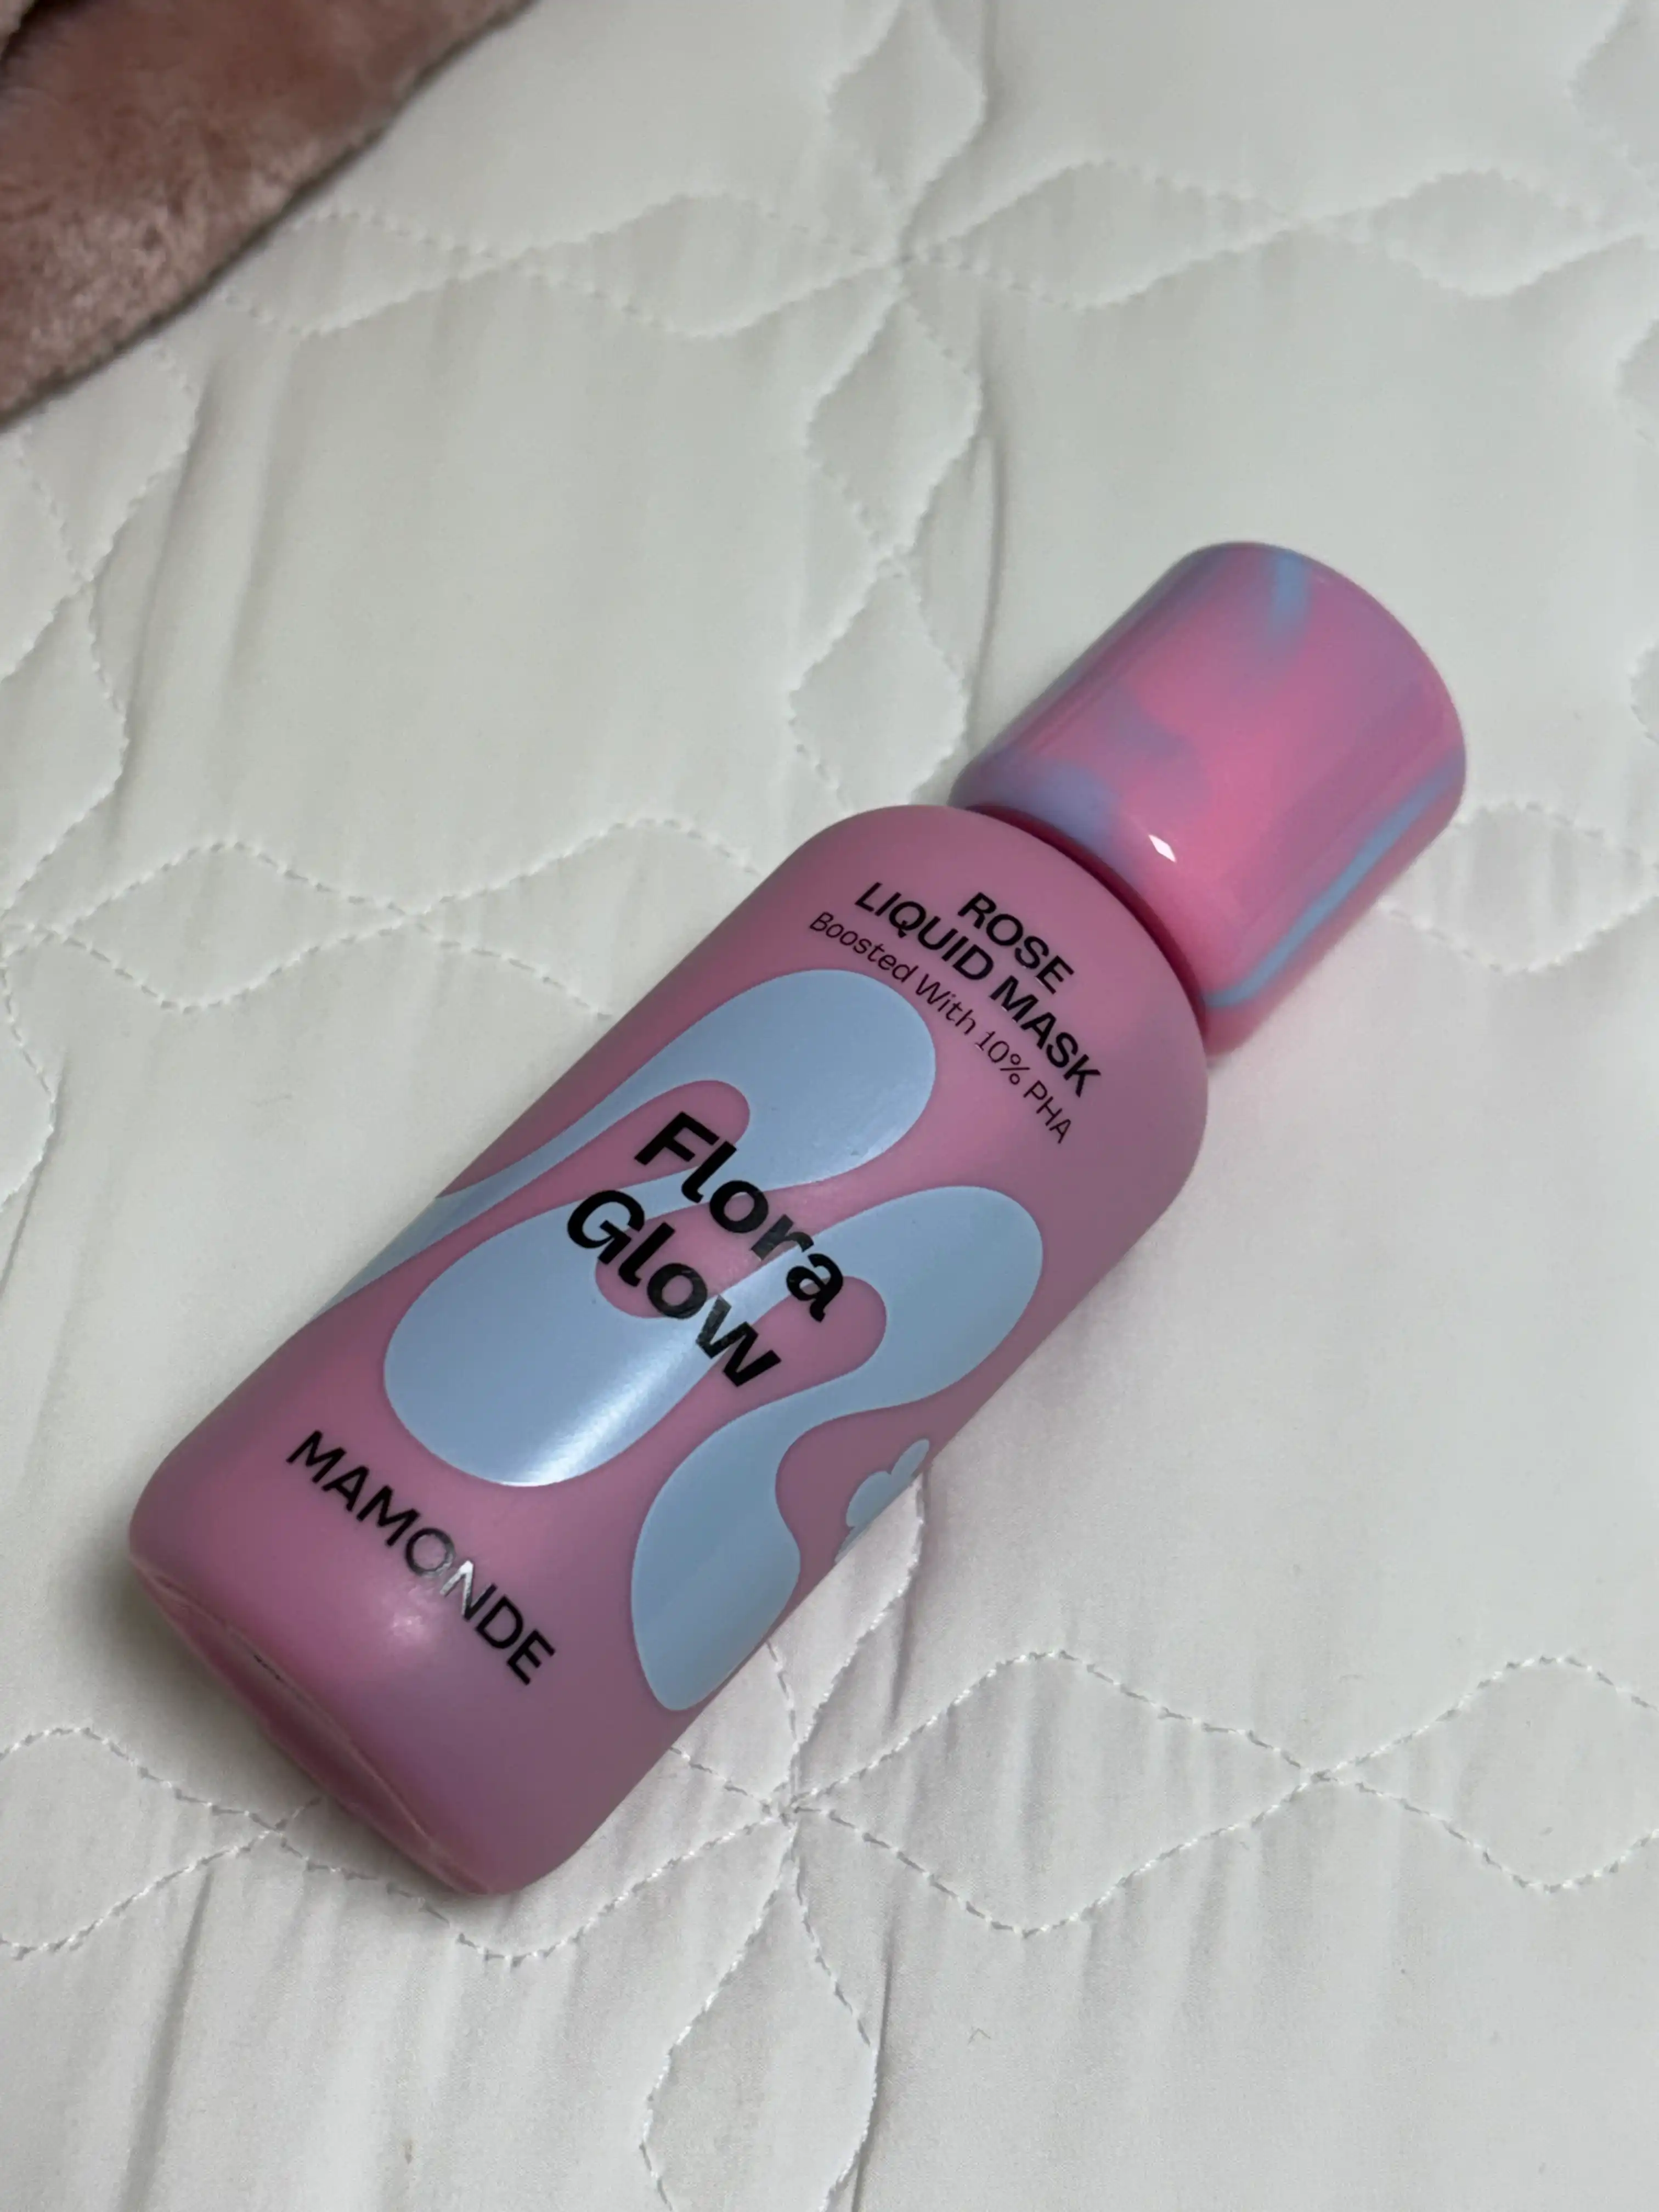 ROSE
LIQUID MASK
Boosted With 10% PHA
Flora
Glow
MAMONDE